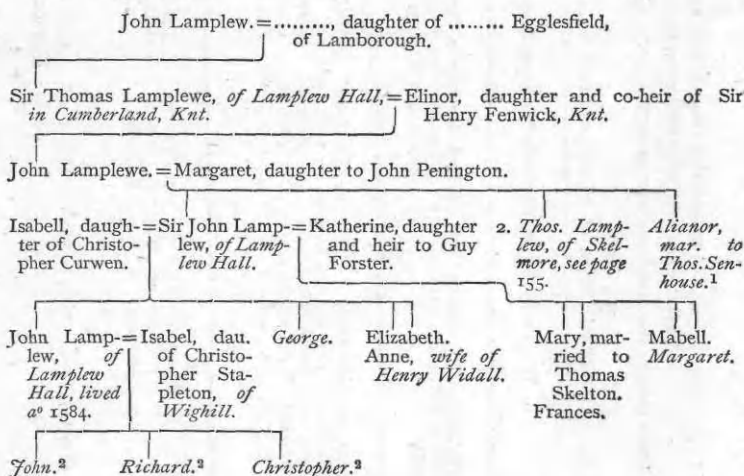 John Lamplew. = ........., daughter of ......... Egglesfield,
of Lamborough.
Sir Thomas Lamplewe, of Lamplew Hall, = Elinor, daughter and co-heir of Sir
in Cumberland, Knt.
Henry Fenwick, Knt.
John Lamplewe. = Margaret, daughter to John Penington.
Isabell, daugh-
ter of Christo-
pher Curwen.
= Sir John Lamp-
lew, of Lamp-
lew Hall.
= Katherine, daughter
and heir to Guy
Forster.
2. Thos. Lamp-
lew, of Skel-
more, see page
155.
Alianor,
mar. to
Thos. Sen-
house.1
John Lamp-
lew, of
Lamplew
Hall, lived
aº 1584.
= Isabel, dau.
of Christo-
pher Sta-
pleton, of
Wighill.
George.
Elizabeth.
Anne, wife of
Henry Widall.
Mary, mar-
ried to
Thomas
Skelton.
Frances.
Mabell.
Margaret.
John.2
Richard.2
Christopher.2